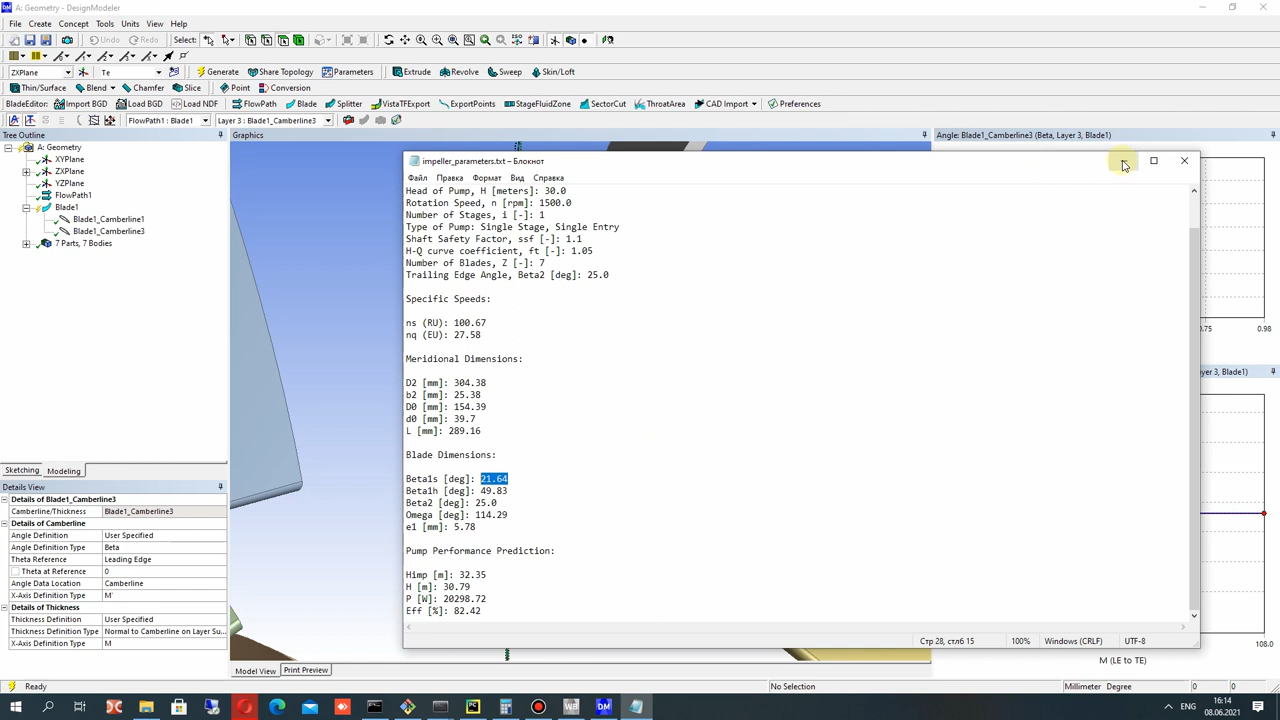 A: Geometry - DesignModeler
File Create Concept Tools Units View Help
Undo Redo Select:
ZXPlane Te Generate Share Topology Parameters Extrude Revolve Sweep Skin/Loft
Thin/Surface Blend Chamfer Slice Point Conversion
BladeEditor: Import BGD Load BGD Load NDF FlowPath Blade Splitter VistaTFExport ExportPoints StageFluidZone SectorCut ThroatArea CAD Import Preferences
FlowPath1 : Blade1 Layer 3 : Blade1_Camberline3
Tree Outline
Graphics
Angle: Blade1_Camberline3 (Beta, Layer 3, Blade1)
A: Geometry
XYPlane
ZXPlane
YZPlane
FlowPath1
Blade1
Blade1_Camberline1
Blade1_Camberline3
7 Parts, 7 Bodies
impeller_parameters.txt – Блокнот
Файл Правка Формат Вид Справка
Head of Pump, H [meters]: 30.0
Rotation Speed, n [rpm]: 1500.0
Number of Stages, i [-]: 1
Type of Pump: Single Stage, Single Entry
Shaft Safety Factor, ssf [-]: 1.1
H-Q curve coefficient, ft [-]: 1.05
Number of Blades, Z [-]: 7
Trailing Edge Angle, Beta2 [deg]: 25.0
Specific Speeds:
ns (RU): 100.67
nq (EU): 27.58
Meridional Dimensions:
D2 [mm]: 304.38
b2 [mm]: 25.38
D0 [mm]: 154.39
d0 [mm]: 39.7
L [mm]: 289.16
Blade Dimensions:
Beta1s [deg]: 21.64
Beta1h [deg]: 49.83
Beta2 [deg]: 25.0
Omega [deg]: 114.29
e1 [mm]: 5.78
Pump Performance Prediction:
Himp [m]: 32.35
H [m]: 30.79
P [W]: 20298.72
Eff [%]: 82.42
Стр 28, стлб 15 100% Windows (CRLF) UTF-8
0.75 0.98
ayer 3, Blade1)
108.0
M (LE to TE)
Sketching Modeling
Details View
Details of Blade1_Camberline3
Camberline/Thickness Blade1_Camberline3
Details of Camberline
Angle Definition User Specified
Angle Definition Type Beta
Theta Reference Leading Edge
Theta at Reference 0
Angle Data Location Camberline
X-Axis Definition Type M'
Details of Thickness
Thickness Definition User Specified
Thickness Definition Type Normal to Camberline on Layer Su...
X-Axis Definition Type M
Model View Print Preview
Ready No Selection Millimeter Degree 0 0
DM PC WB DM
ENG 16:14
08.06.2021